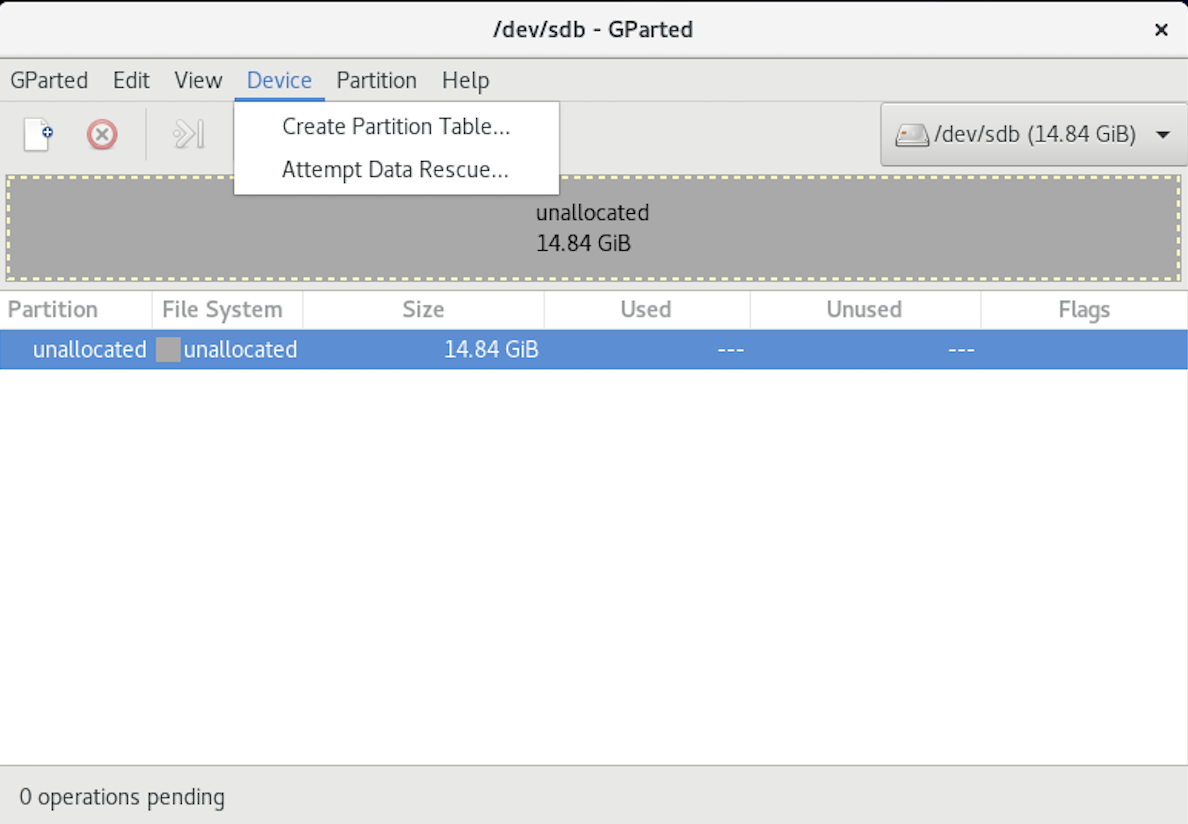 /dev/sdb - GParted
GParted Edit View Device Partition Help
Create Partition Table...
Attempt Data Rescue...
/dev/sdb (14.84 GiB)
unallocated
14.84 GiB
Partition File System Size Used Unused Flags
unallocated unallocated 14.84 GiB --- ---
0 operations pending